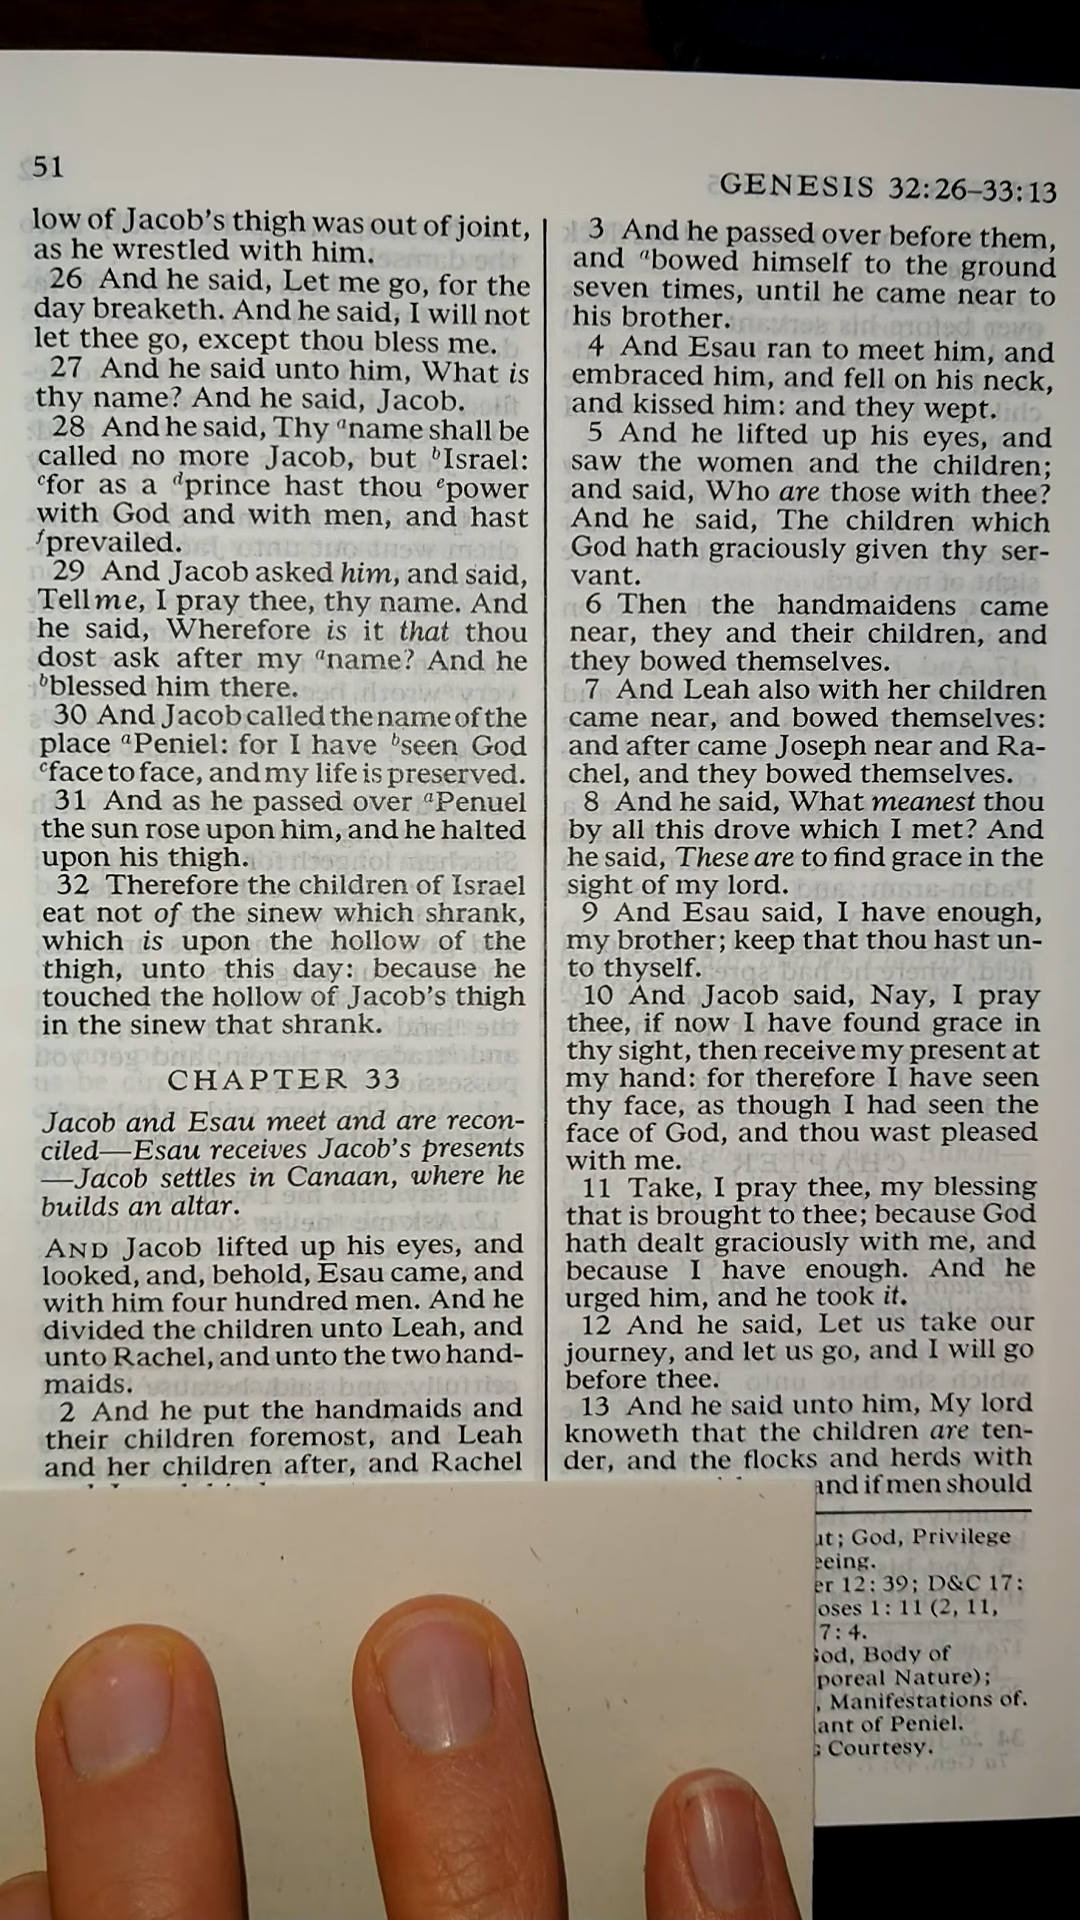 51
GENESIS 32:26–33:13
low of Jacob's thigh was out of joint,
as he wrestled with him.
26 And he said, Let me go, for the
day breaketh. And he said, I will not
let thee go, except thou bless me.
27 And he said unto him, What is
thy name? And he said, Jacob.
28 And he said, Thy ᵃname shall be
called no more Jacob, but ᵇIsrael:
ᶜfor as a ᵈprince hast thou ᵉpower
with God and with men, and hast
ᶠprevailed.
29 And Jacob asked him, and said,
Tell me, I pray thee, thy name. And
he said, Wherefore is it that thou
dost ask after my ᵃname? And he
ᵇblessed him there.
30 And Jacob called the name of the
place ᵃPeniel: for I have ᵇseen God
ᶜface to face, and my life is preserved.
31 And as he passed over ᵃPenuel
the sun rose upon him, and he halted
upon his thigh.
32 Therefore the children of Israel
eat not of the sinew which shrank,
which is upon the hollow of the
thigh, unto this day: because he
touched the hollow of Jacob's thigh
in the sinew that shrank.
CHAPTER 33
Jacob and Esau meet and are recon-
ciled—Esau receives Jacob's presents
—Jacob settles in Canaan, where he
builds an altar.
AND Jacob lifted up his eyes, and
looked, and, behold, Esau came, and
with him four hundred men. And he
divided the children unto Leah, and
unto Rachel, and unto the two hand-
maids.
2 And he put the handmaids and
their children foremost, and Leah
and her children after, and Rachel
3 And he passed over before them,
and ᵃbowed himself to the ground
seven times, until he came near to
his brother.
4 And Esau ran to meet him, and
embraced him, and fell on his neck,
and kissed him: and they wept.
5 And he lifted up his eyes, and
saw the women and the children;
and said, Who are those with thee?
And he said, The children which
God hath graciously given thy ser-
vant.
6 Then the handmaidens came
near, they and their children, and
they bowed themselves.
7 And Leah also with her children
came near, and bowed themselves:
and after came Joseph near and Ra-
chel, and they bowed themselves.
8 And he said, What meanest thou
by all this drove which I met? And
he said, These are to find grace in the
sight of my lord.
9 And Esau said, I have enough,
my brother; keep that thou hast un-
to thyself.
10 And Jacob said, Nay, I pray
thee, if now I have found grace in
thy sight, then receive my present at
my hand: for therefore I have seen
thy face, as though I had seen the
face of God, and thou wast pleased
with me.
11 Take, I pray thee, my blessing
that is brought to thee; because God
hath dealt graciously with me, and
because I have enough. And he
urged him, and he took it.
12 And he said, Let us take our
journey, and let us go, and I will go
before thee.
13 And he said unto him, My lord
knoweth that the children are ten-
der, and the flocks and herds with
and if men should
God, Privilege
12:39; D&C 17:
1:11 (2, 11,
7:4.
Body of
Nature);
Manifestations of.
of Peniel.
Courtesy.